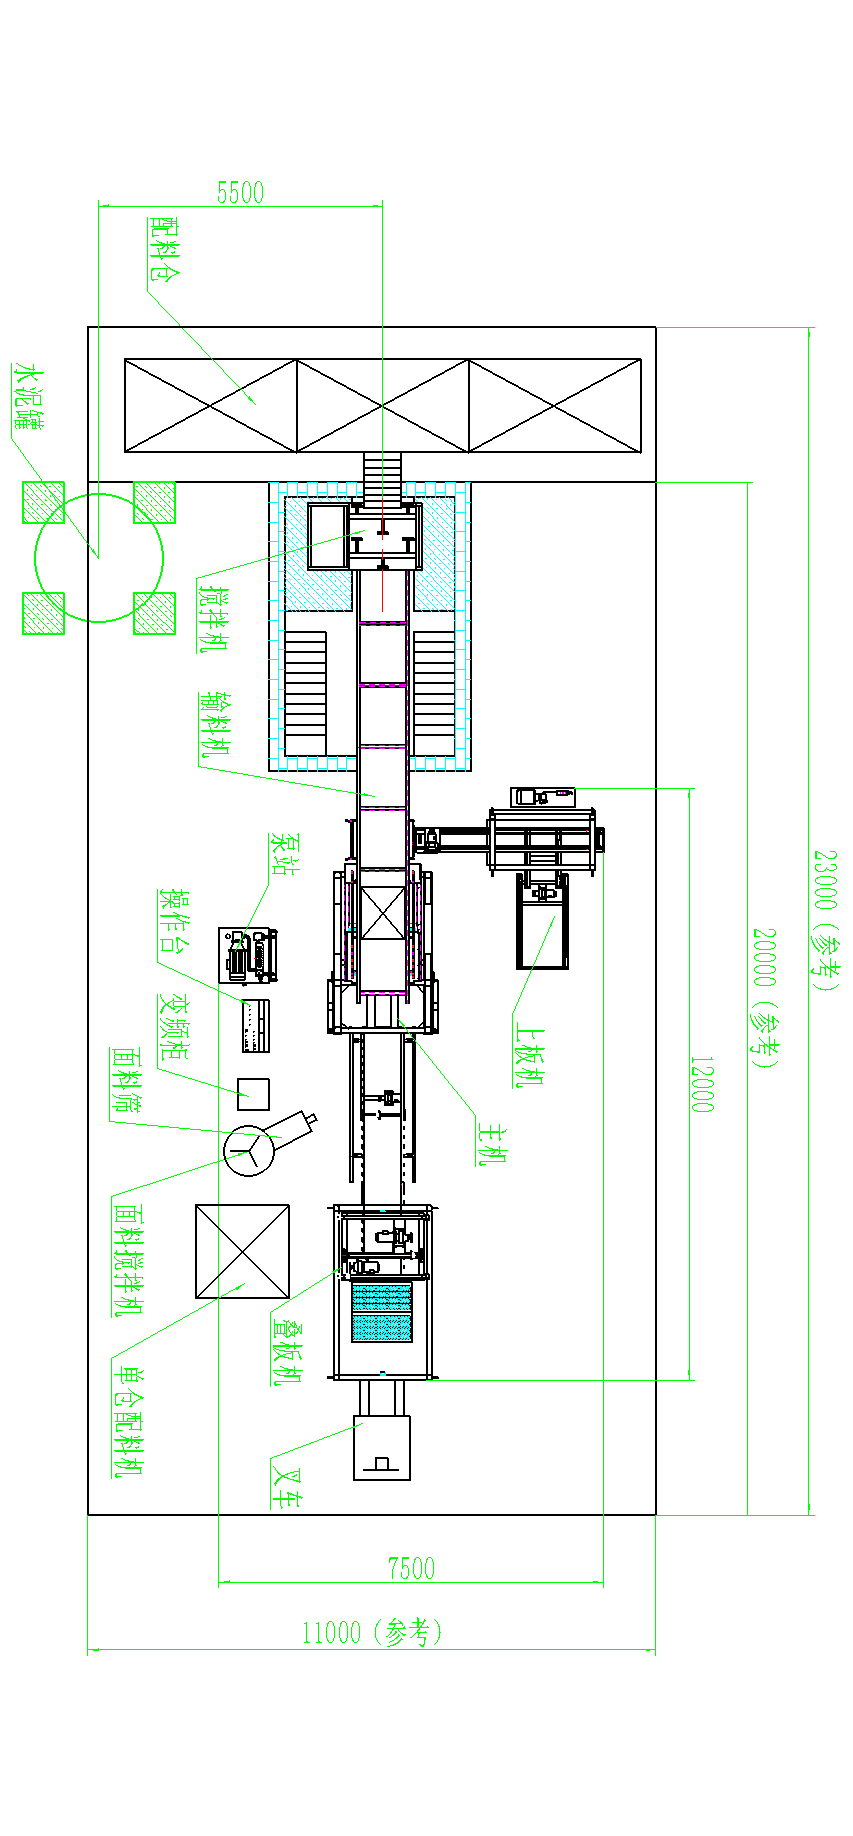 5500
配料仓
水泥罐
搅拌机
输料机
泵站
操作台
变频柜
面料筛
面料搅拌机
单仓配料机
叠板机
叉车
主机
上板机
12000
20000 (参考)
23000 (参考)
7500
11000 (参考)